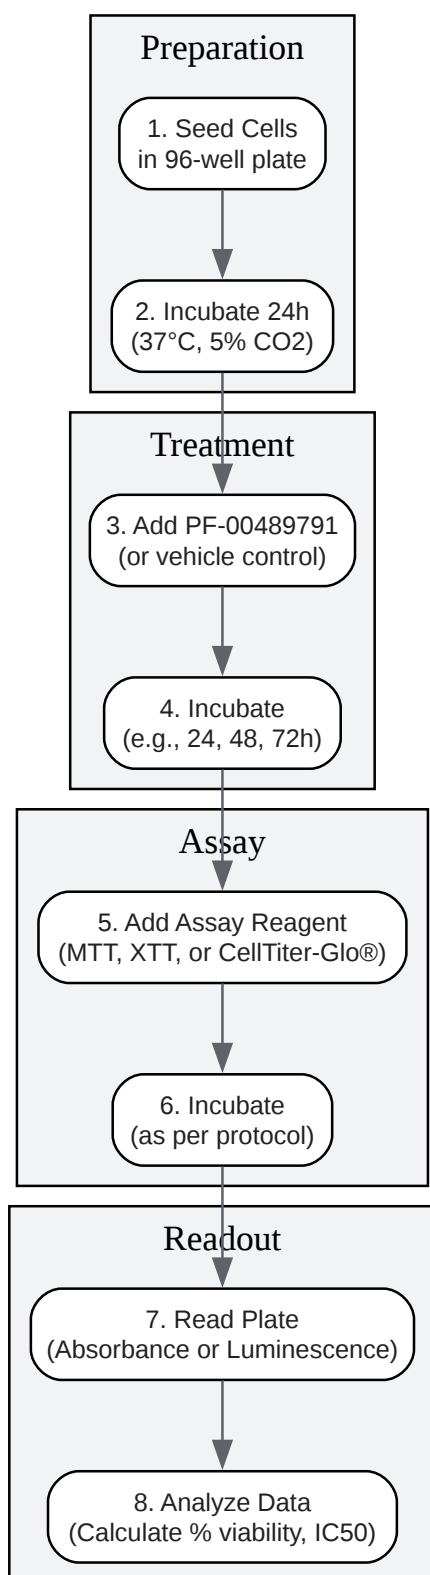 Preparation
1. Seed Cells
in 96-well plate
2. Incubate 24h
(37°C, 5% CO2)
Treatment
3. Add PF-00489791
(or vehicle control)
4. Incubate
(e.g., 24, 48, 72h)
Assay
5. Add Assay Reagent
(MTT, XTT, or CellTiter-Glo®)
6. Incubate
(as per protocol)
Readout
7. Read Plate
(Absorbance or Luminescence)
8. Analyze Data
(Calculate % viability, IC50)